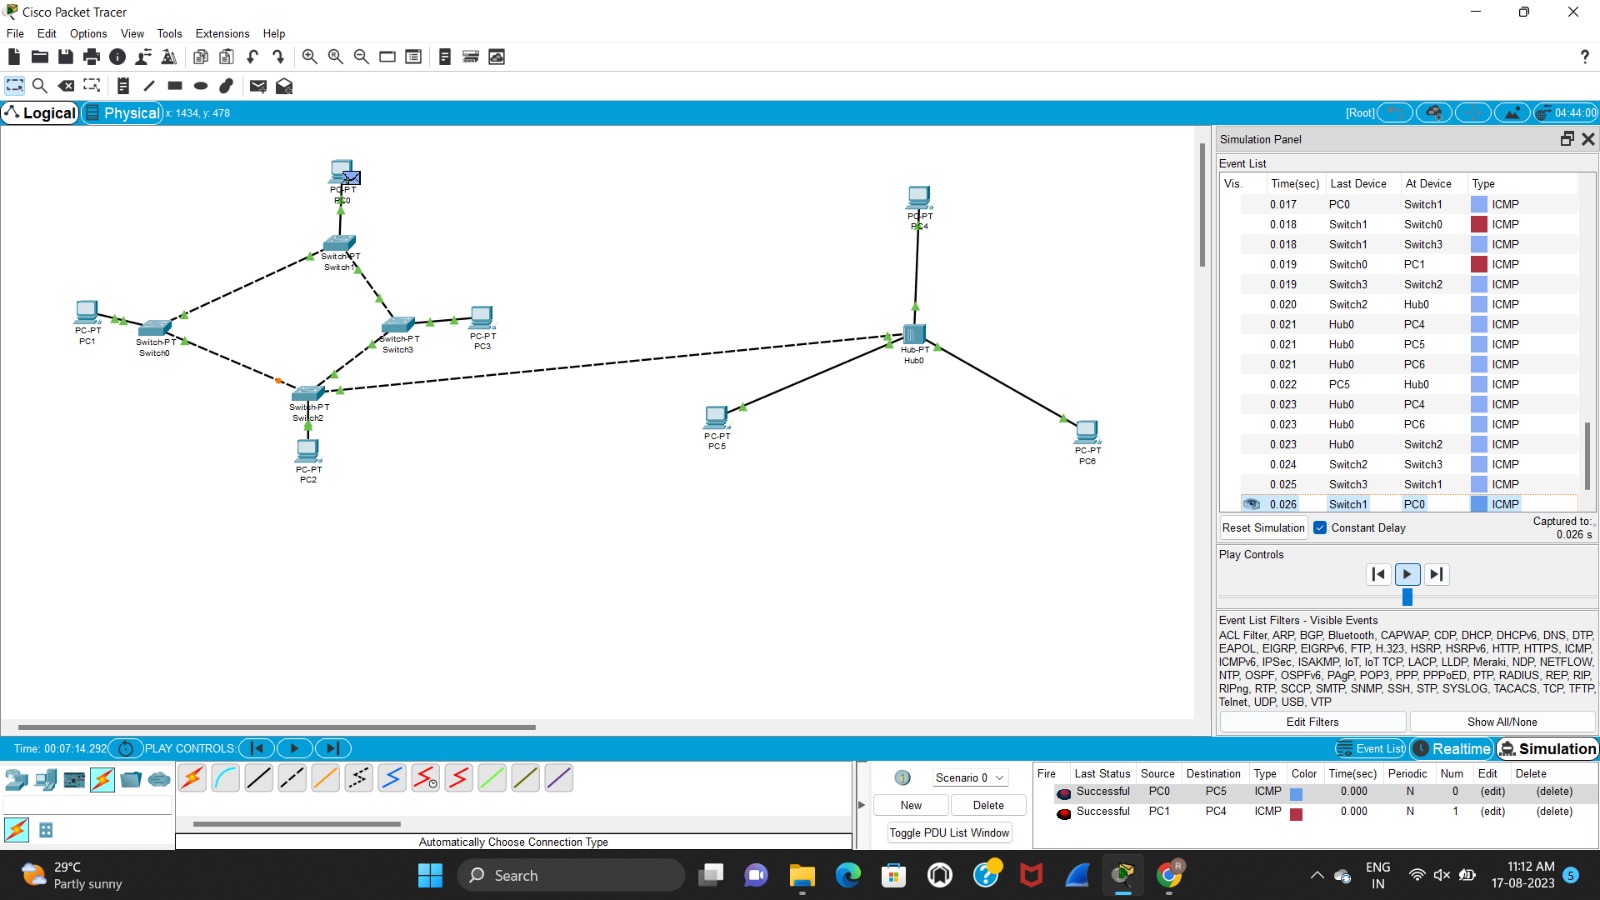 Cisco Packet Tracer
File Edit Options View Tools Extensions Help
?
Logical Physical x: 1434, y: 478 [Root] 04:44:00
PC-PT
PC0
Switch-PT
Switch1
PC-PT
PC1
Switch-PT
Switch0
Switch-PT
Switch3
PC-PT
PC3
Switch-PT
Switch2
PC-PT
PC2
PC-PT
PC4
Hub-PT
Hub0
PC-PT
PC5
PC-PT
PC6
Simulation Panel
Event List
Vis. Time(sec) Last Device At Device Type
0.017 PC0 Switch1 ICMP
0.018 Switch1 Switch0 ICMP
0.018 Switch1 Switch3 ICMP
0.019 Switch0 PC1 ICMP
0.019 Switch3 Switch2 ICMP
0.020 Switch2 Hub0 ICMP
0.021 Hub0 PC4 ICMP
0.021 Hub0 PC5 ICMP
0.021 Hub0 PC6 ICMP
0.022 PC5 Hub0 ICMP
0.023 Hub0 PC4 ICMP
0.023 Hub0 PC6 ICMP
0.023 Hub0 Switch2 ICMP
0.024 Switch2 Switch3 ICMP
0.025 Switch3 Switch1 ICMP
0.026 Switch1 PC0 ICMP
Reset Simulation Constant Delay Captured to:
0.026 s
Play Controls
Event List Filters - Visible Events
ACL Filter, ARP, BGP, Bluetooth, CAPWAP, CDP, DHCP, DHCPv6, DNS, DTP,
EAPOL, EIGRP, EIGRPv6, FTP, H.323, HSRP, HSRPv6, HTTP, HTTPS, ICMP,
ICMPv6, IPSec, ISAKMP, IoT, IoT TCP, LACP, LLDP, Meraki, NDP, NETFLOW,
NTP, OSPF, OSPFv6, PAgP, POP3, PPP, PPPoED, PTP, RADIUS, REP, RIP,
RIPng, RTP, SCCP, SMTP, SNMP, SSH, STP, SYSLOG, TACACS, TCP, TFTP,
Telnet, UDP, USB, VTP
Edit Filters Show All/None
Time: 00:07:14.292 PLAY CONTROLS: Event List Realtime Simulation
Automatically Choose Connection Type
Scenario 0
New Delete
Toggle PDU List Window
Fire Last Status Source Destination Type Color Time(sec) Periodic Num Edit Delete
Successful PC0 PC5 ICMP 0.000 N 0 (edit) (delete)
Successful PC1 PC4 ICMP 0.000 N 1 (edit) (delete)
29°C
Partly sunny
Search
R
ENG
IN
11:12 AM
17-08-2023
5